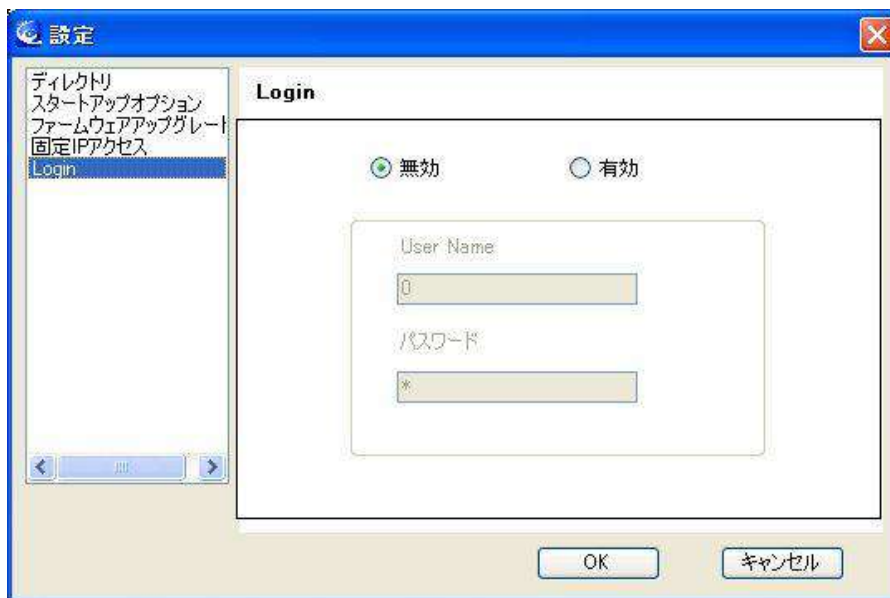 設定
ディレクトリ
スタートアップオプション
ファームウェアアップグレート
固定IPアクセス
Login
Login
無効
有効
User Name
0
パスワード
*
OK
キャンセル